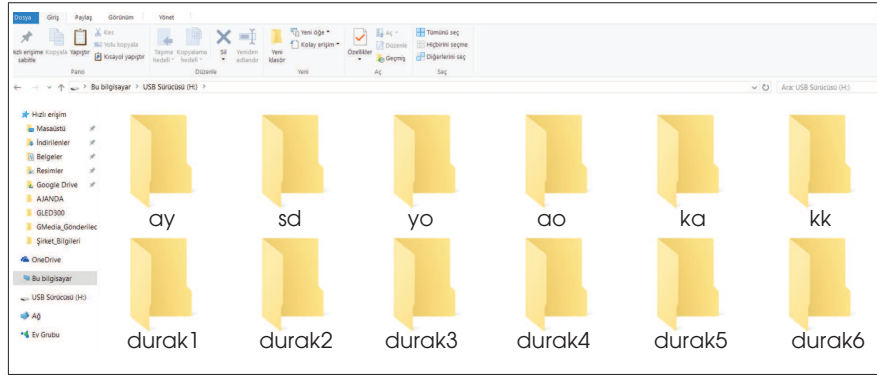 Dosya Giriş Paylaş Görünüm Yönet
Hızlı erişime sabitle
Kopyala
Yapıştır
Kes
Yolu kopyala
Kısayol yapıştır
Pano
Taşıma hedefi
Kopyalama hedefi
Sil
Yeniden adlandır
Düzenle
Yeni klasör
Yeni öğe
Kolay erişim
Yeni
Özellikler
Aç
Düzenle
Geçmiş
Aç
Tümünü seç
Hiçbirini seçme
Diğerlerini seç
Seç
Bu bilgisayar > USB Sürücüsü (H:) >
Ara: USB Sürücüsü (H:)
Hızlı erişim
Masaüstü
İndirilenler
Belgeler
Resimler
Google Drive
AJANDA
GLED300
GMedia_Gönderilec
Şirket_Bilgileri
OneDrive
Bu bilgisayar
USB Sürücüsü (H:)
Ağ
Ev Grubu
ay sd yo ao ka kk
durak1 durak2 durak3 durak4 durak5 durak6